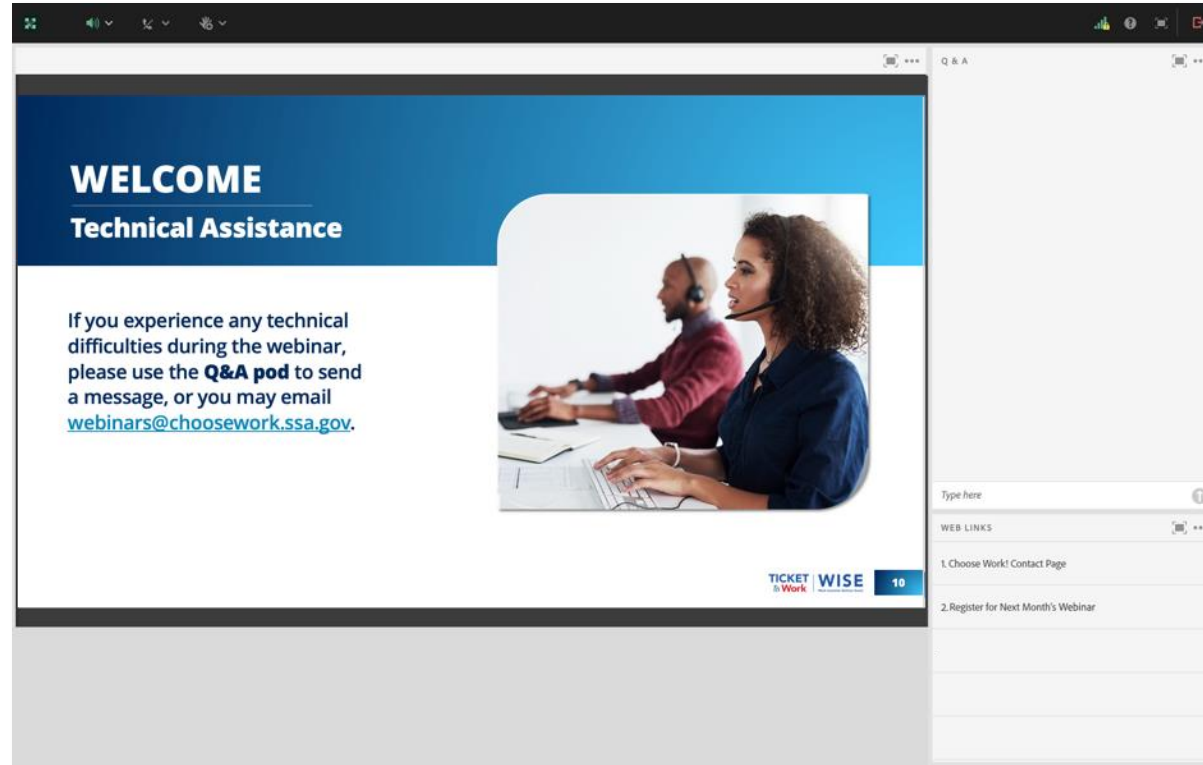 Q & A
WELCOME
Technical Assistance
If you experience any technical
difficulties during the webinar,
please use the Q&A pod to send
a message, or you may email
webinars@choosework.ssa.gov.
TICKET
to Work
WISE
10
Type here
WEB LINKS
1. Choose Work! Contact Page
2. Register for Next Month's Webinar